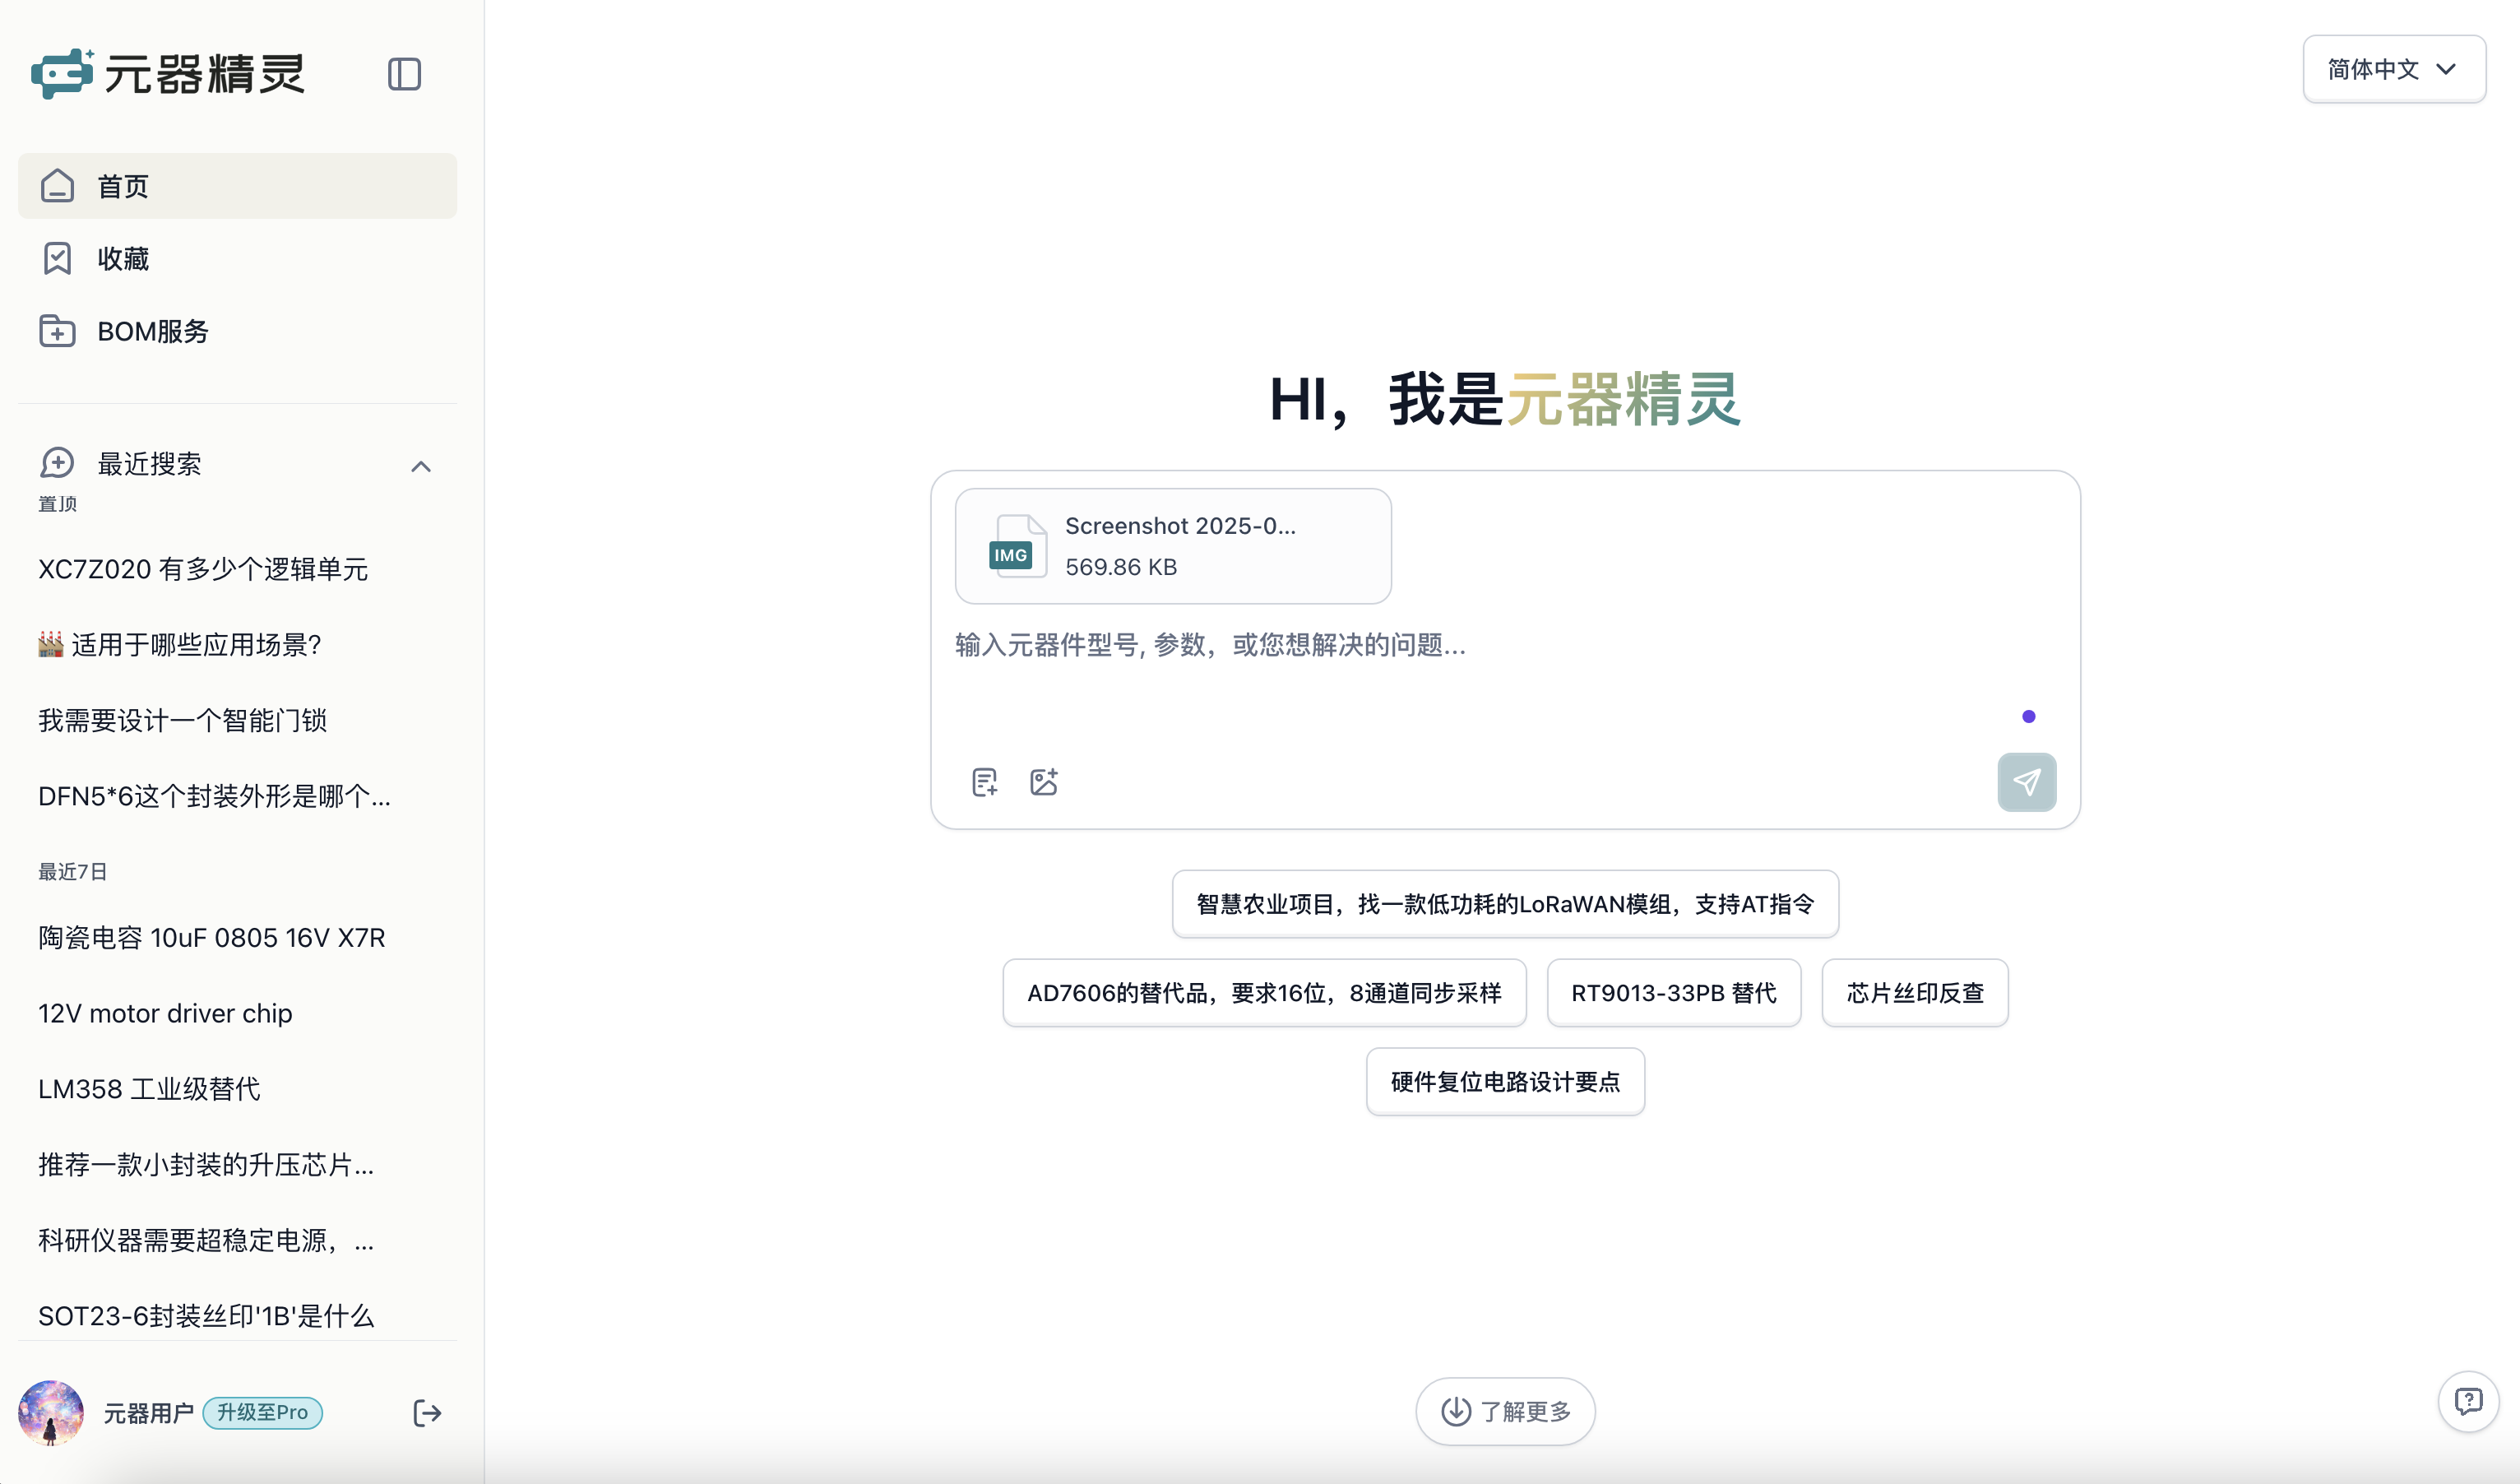 元器精灵
简体中文
首页
收藏
BOM服务
最近搜索
置顶
XC7Z020 有多少个逻辑单元
🏭 适用于哪些应用场景?
我需要设计一个智能门锁
DFN5*6这个封装外形是哪个...
最近7日
陶瓷电容 10uF 0805 16V X7R
12V motor driver chip
LM358 工业级替代
推荐一款小封装的升压芯片...
科研仪器需要超稳定电源，...
SOT23-6封装丝印'1B'是什么
元器用户 升级至Pro
HI，我是元器精灵
IMG
Screenshot 2025-0...
569.86 KB
输入元器件型号, 参数，或您想解决的问题...
智慧农业项目，找一款低功耗的LoRaWAN模组，支持AT指令
AD7606的替代品，要求16位，8通道同步采样
RT9013-33PB 替代
芯片丝印反查
硬件复位电路设计要点
了解更多